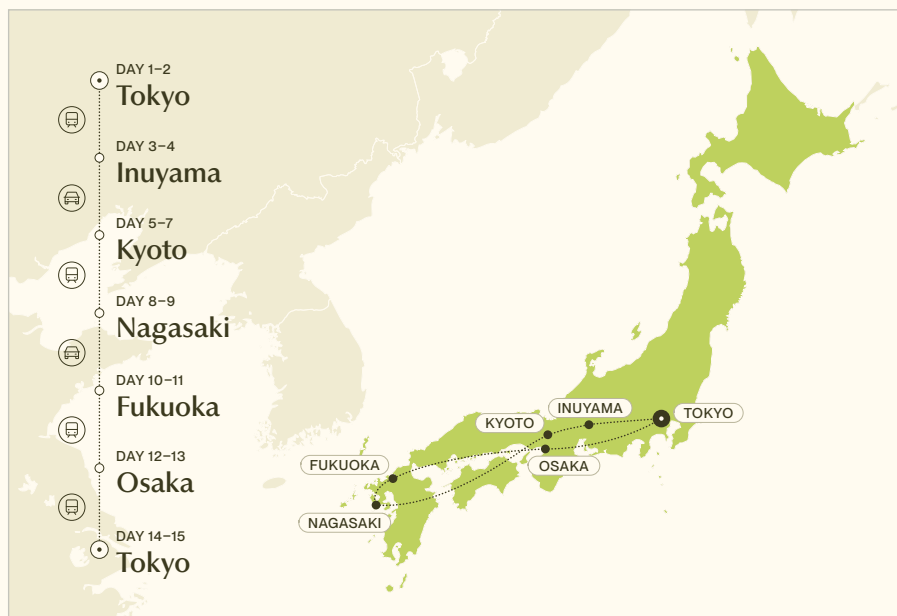 DAY 1–2
Tokyo
DAY 3–4
Inuyama
DAY 5–7
Kyoto
DAY 8–9
Nagasaki
DAY 10–11
Fukuoka
DAY 12–13
Osaka
DAY 14–15
Tokyo
INUYAMA
TOKYO
KYOTO
OSAKA
FUKUOKA
NAGASAKI